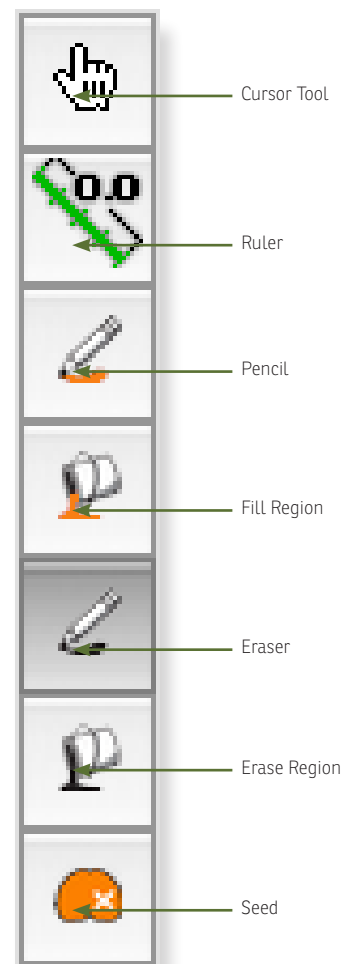 Cursor Tool
0.0
Ruler
Pencil
Fill Region
Eraser
Erase Region
Seed